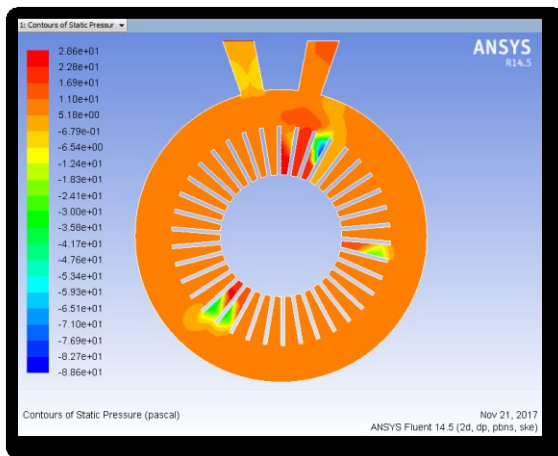 1: Contours of Static Pressur
ANSYS
R14.5
2.86e+01
2.28e+01
1.69e+01
1.10e+01
5.18e+00
-6.79e-01
-6.54e+00
-1.24e+01
-1.83e+01
-2.41e+01
-3.00e+01
-3.58e+01
-4.17e+01
-4.76e+01
-5.34e+01
-5.93e+01
-6.51e+01
-7.10e+01
-7.69e+01
-8.27e+01
-8.86e+01
Contours of Static Pressure (pascal)
Nov 21, 2017
ANSYS Fluent 14.5 (2d, dp, pbns, ske)